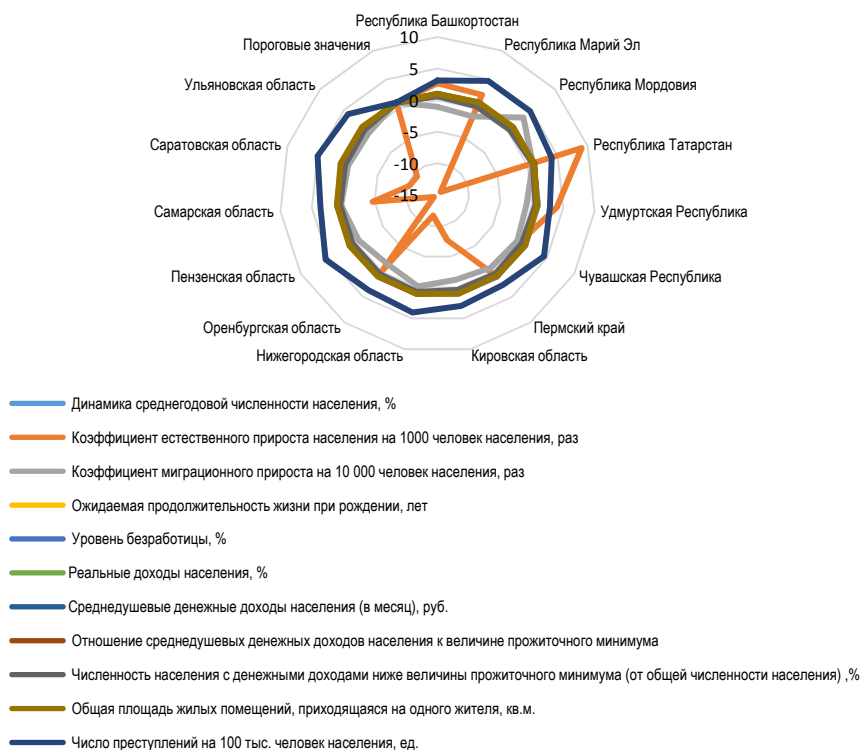 Республика Башкортостан
Пороговые значения
10
Республика Марий Эл
Ульяновская область
5
Республика Мордовия
0
Саратовская область
-5
Республика Татарстан
-10
Самарская область
-15
Удмуртская Республика
Пензенская область
Чувашская Республика
Оренбургская область
Пермский край
Нижегородская область
Кировская область
Динамика среднегодовой численности населения, %
Коэффициент естественного прироста населения на 1000 человек населения, раз
Коэффициент миграционного прироста на 10 000 человек населения, раз
Ожидаемая продолжительность жизни при рождении, лет
Уровень безработицы, %
Реальные доходы населения, %
Среднедушевые денежные доходы населения (в месяц), руб.
Отношение среднедушевых денежных доходов населения к величине прожиточного минимума
Численность населения с денежными доходами ниже величины прожиточного минимума (от общей численности населения) ,%
Общая площадь жилых помещений, приходящаяся на одного жителя, кв.м.
Число преступлений на 100 тыс. человек населения, ед.